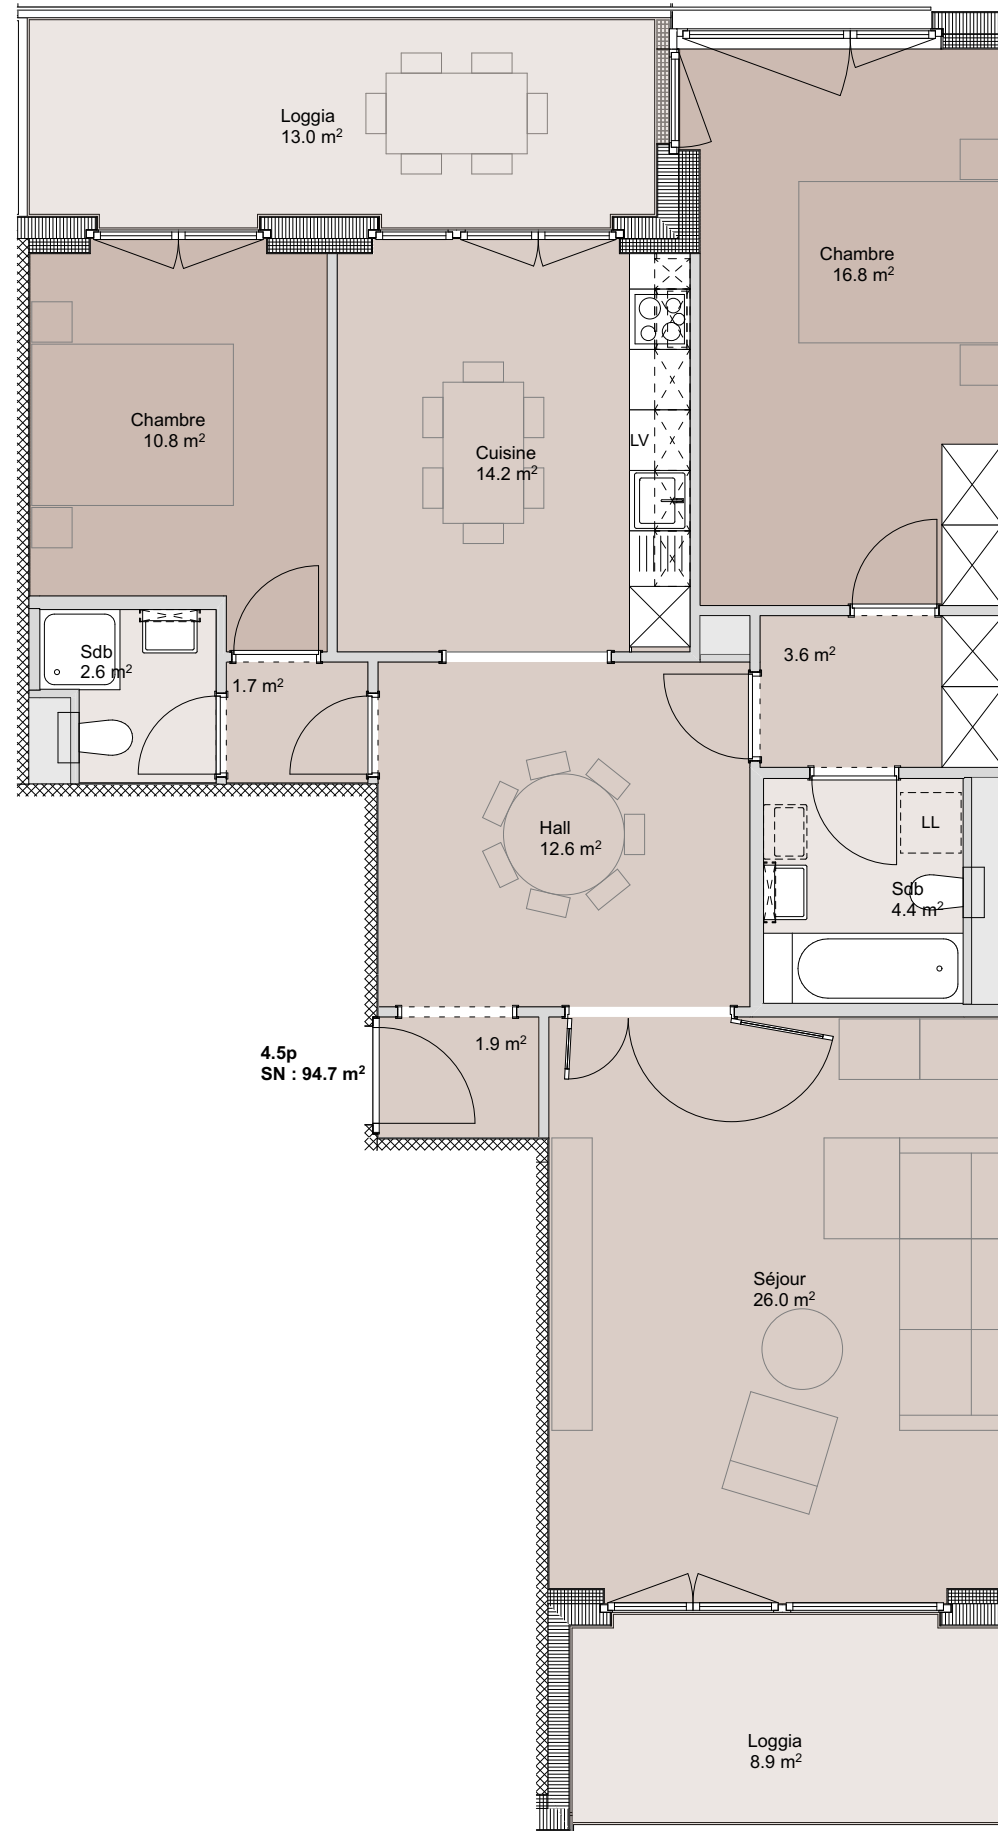 Loggia
13.0 m²
Chambre
16.8 m²
Chambre
10.8 m²
Cuisine
14.2 m²
LV
Sdb
2.6 m²
1.7 m²
3.6 m²
Hall
12.6 m²
LL
Sdb
4.4 m²
4.5p
SN : 94.7 m²
1.9 m²
Séjour
26.0 m²
Loggia
8.9 m²